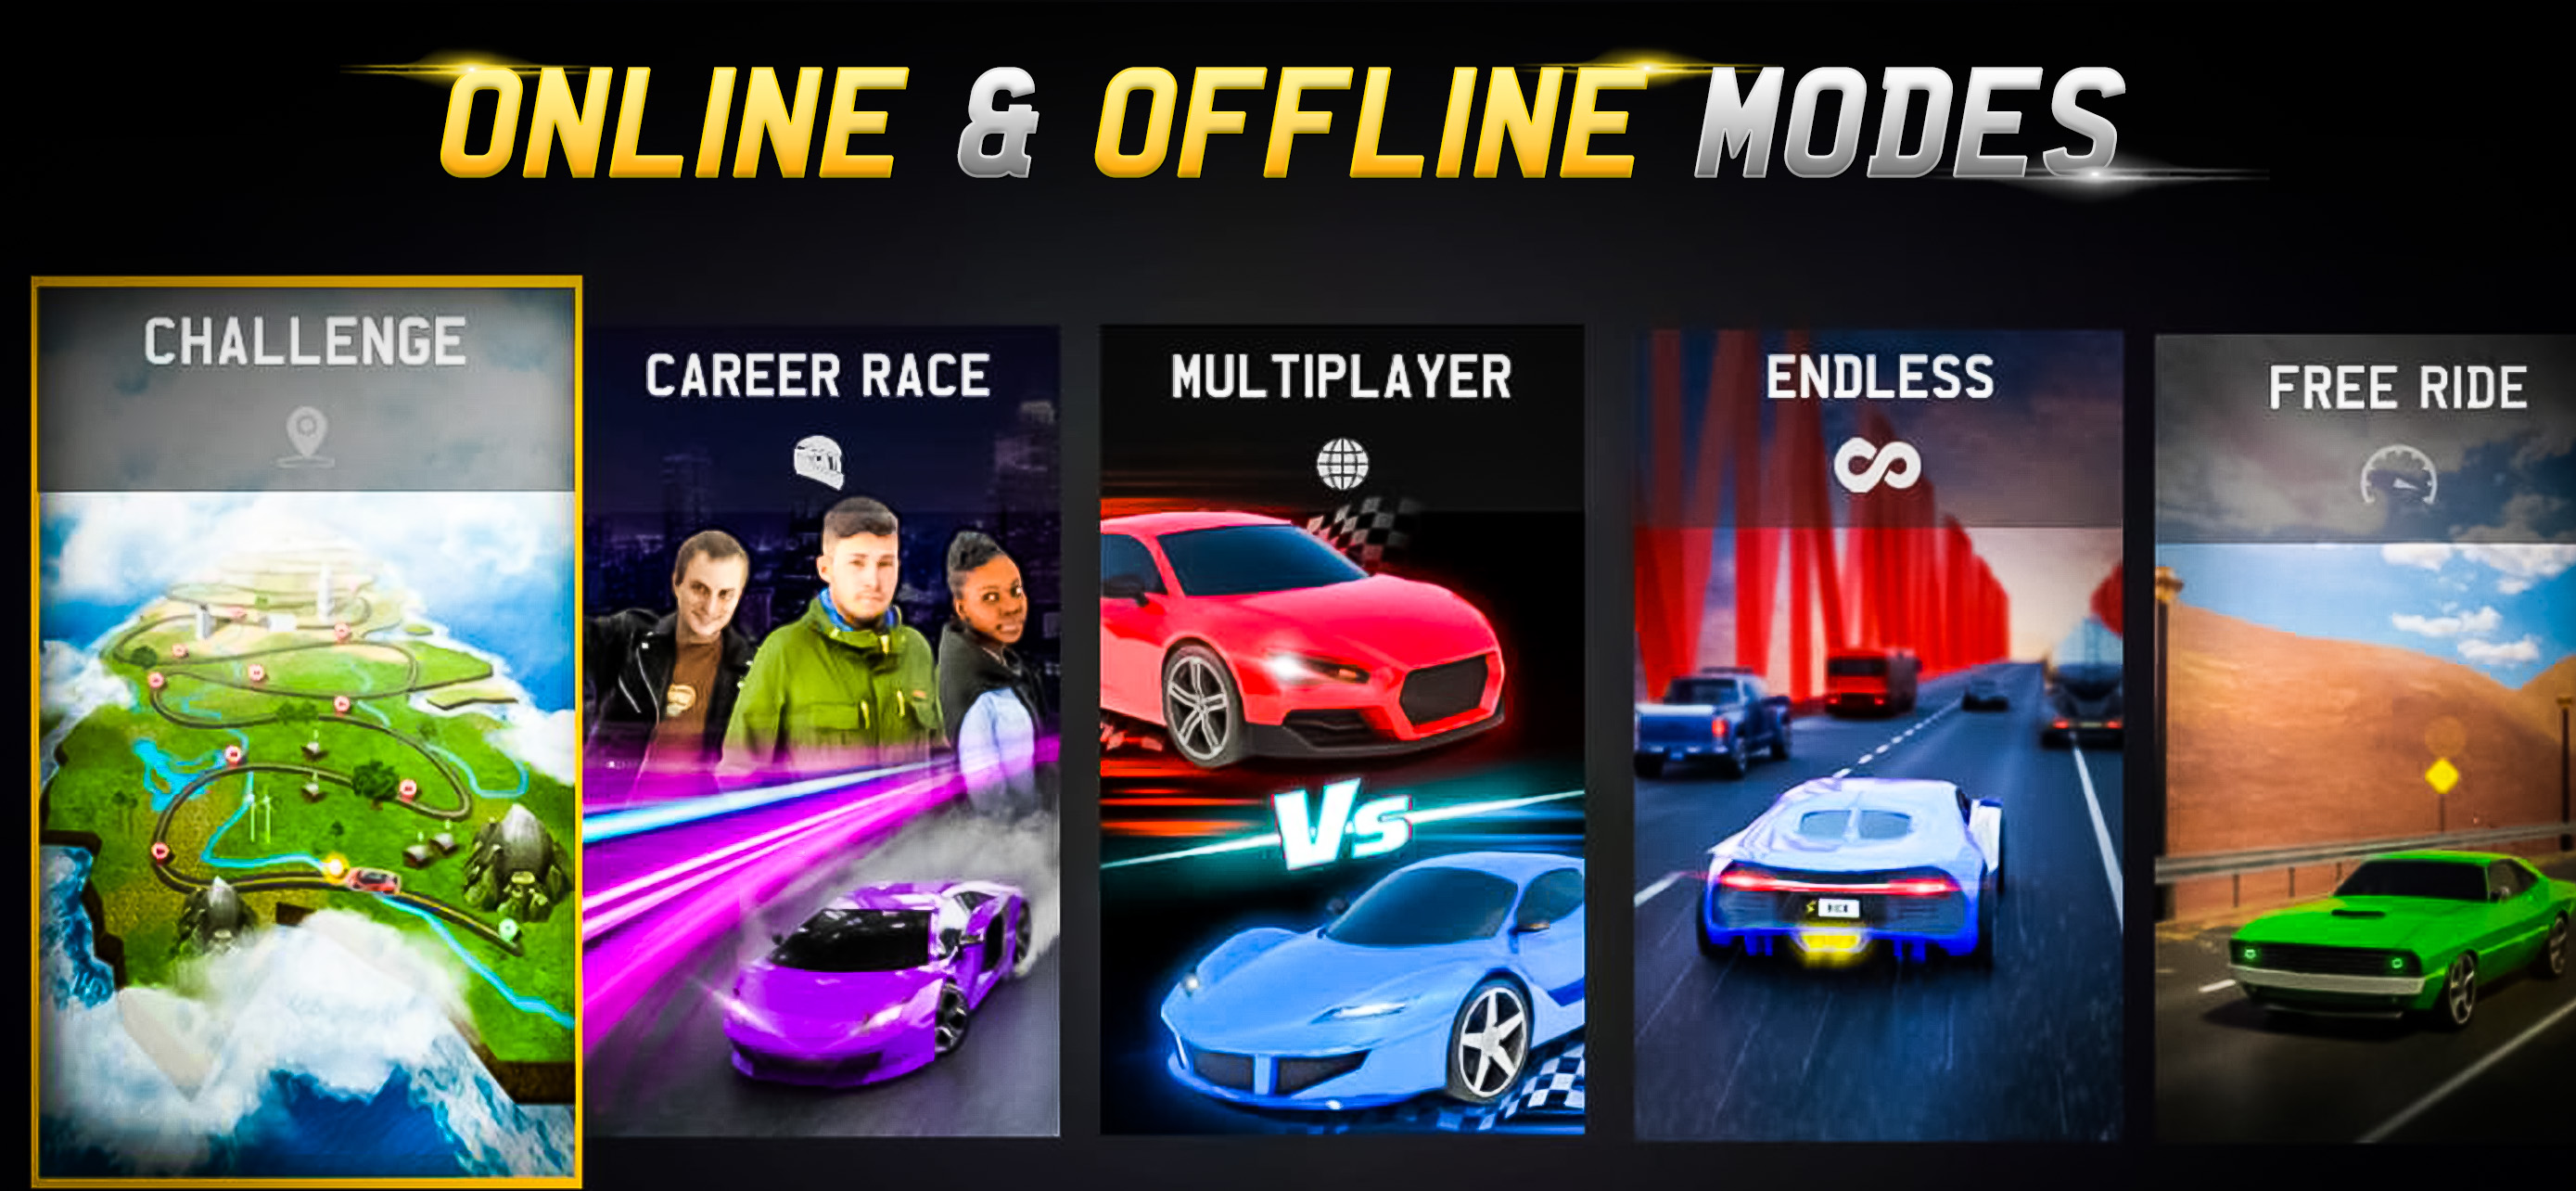 ONLINE & OFFLINE MODES
CHALLENGE
CAREER RACE
MULTIPLAYER
Vs
ENDLESS
FREE RIDE